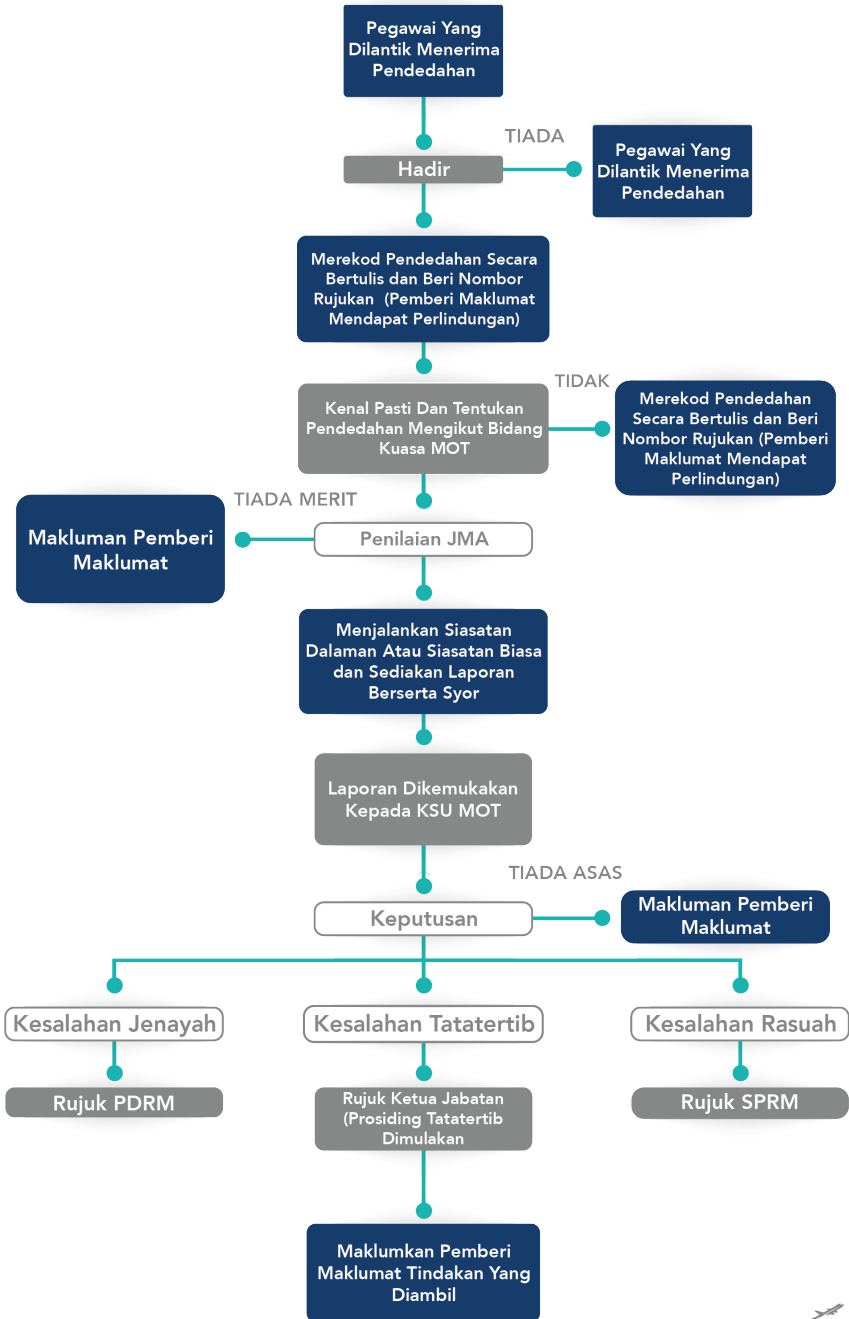 Pegawai Yang
Dilantik Menerima
Pendedahan
TIADA
Hadir
Pegawai Yang
Dilantik Menerima
Pendedahan
Merekod Pendedahan Secara
Bertulis dan Beri Nombor
Rujukan (Pemberi Maklumat
Mendapat Perlindungan)
TIDAK
Kenal Pasti Dan Tentukan
Pendedahan Mengikut Bidang
Kuasa MOT
Merekod Pendedahan
Secara Bertulis dan Beri
Nombor Rujukan (Pemberi
Maklumat Mendapat
Perlindungan)
TIADA MERIT
Penilaian JMA
Makluman Pemberi
Maklumat
Menjalankan Siasatan
Dalaman Atau Siasatan Biasa
dan Sediakan Laporan
Berserta Syor
Laporan Dikemukakan
Kepada KSU MOT
TIADA ASAS
Keputusan
Makluman Pemberi
Maklumat
Kesalahan Jenayah
Kesalahan Tatatertib
Kesalahan Rasuah
Rujuk PDRM
Rujuk Ketua Jabatan
(Prosiding Tatatertib
Dimulakan
Rujuk SPRM
Maklumkan Pemberi
Maklumat Tindakan Yang
Diambil